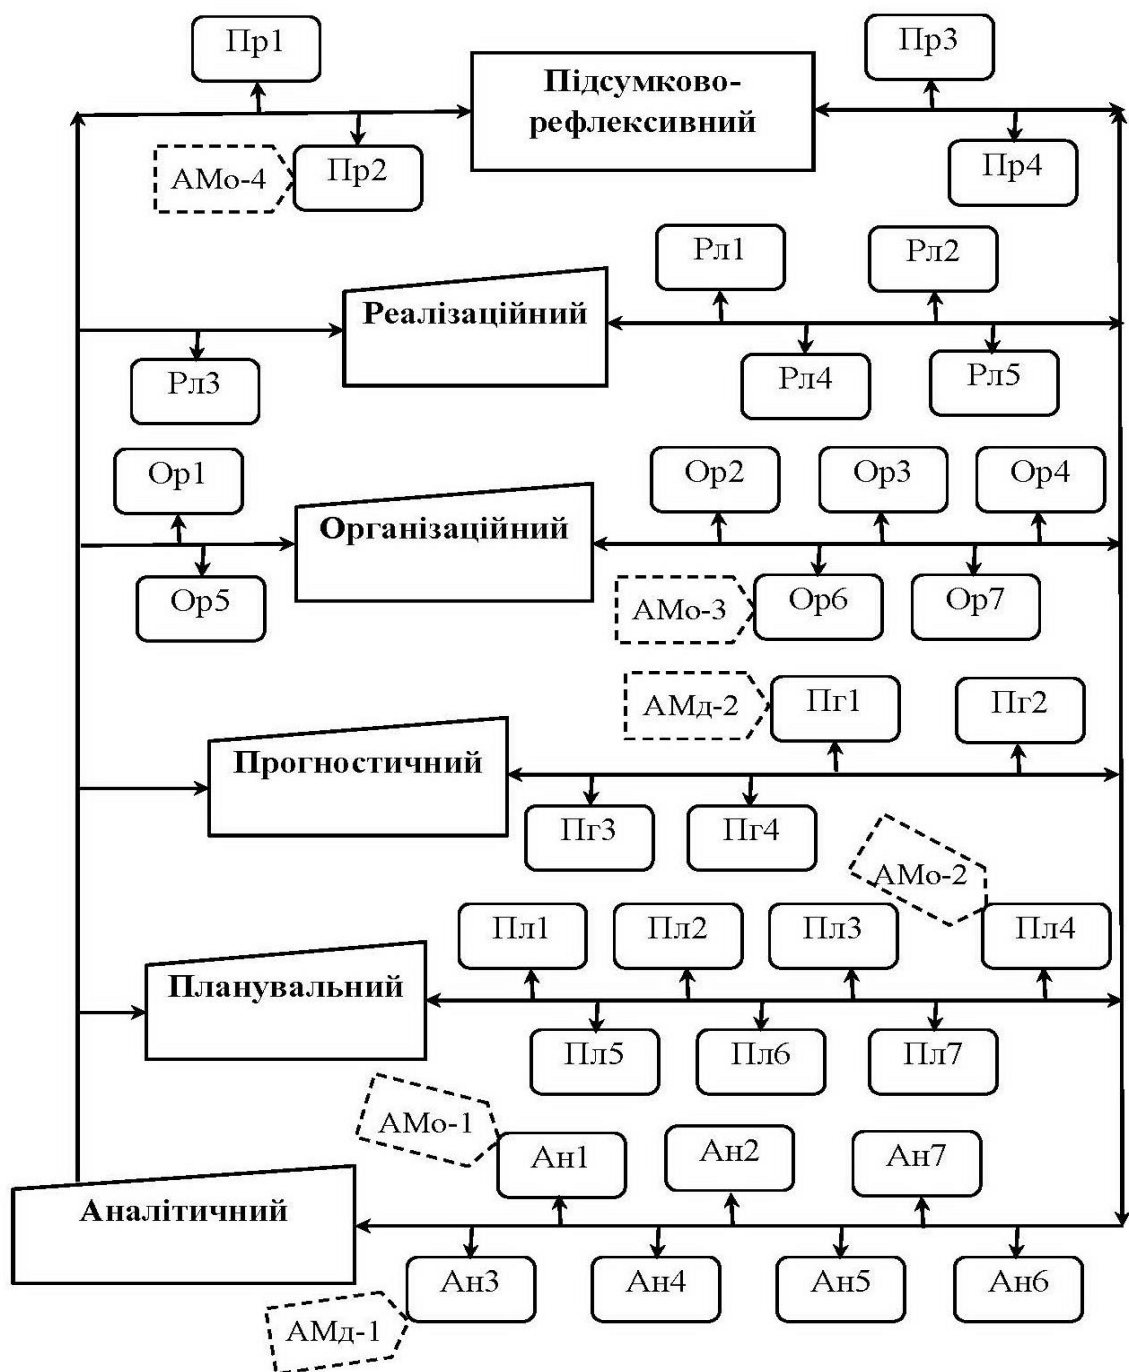 Пр1
Пр3
Підсумково-
рефлексивний
АМо-4
Пр2
Пр4
Рл1
Рл2
Реалізаційний
Рл3
Рл4
Рл5
Ор1
Ор2
Ор3
Ор4
Організаційний
Ор5
АМо-3
Ор6
Ор7
АМд-2
Пг1
Пг2
Прогностичний
Пг3
Пг4
АМо-2
Пл1
Пл2
Пл3
Пл4
Планувальний
Пл5
Пл6
Пл7
АМо-1
Ан1
Ан2
Ан7
Аналітичний
Ан3
Ан4
Ан5
Ан6
АМд-1